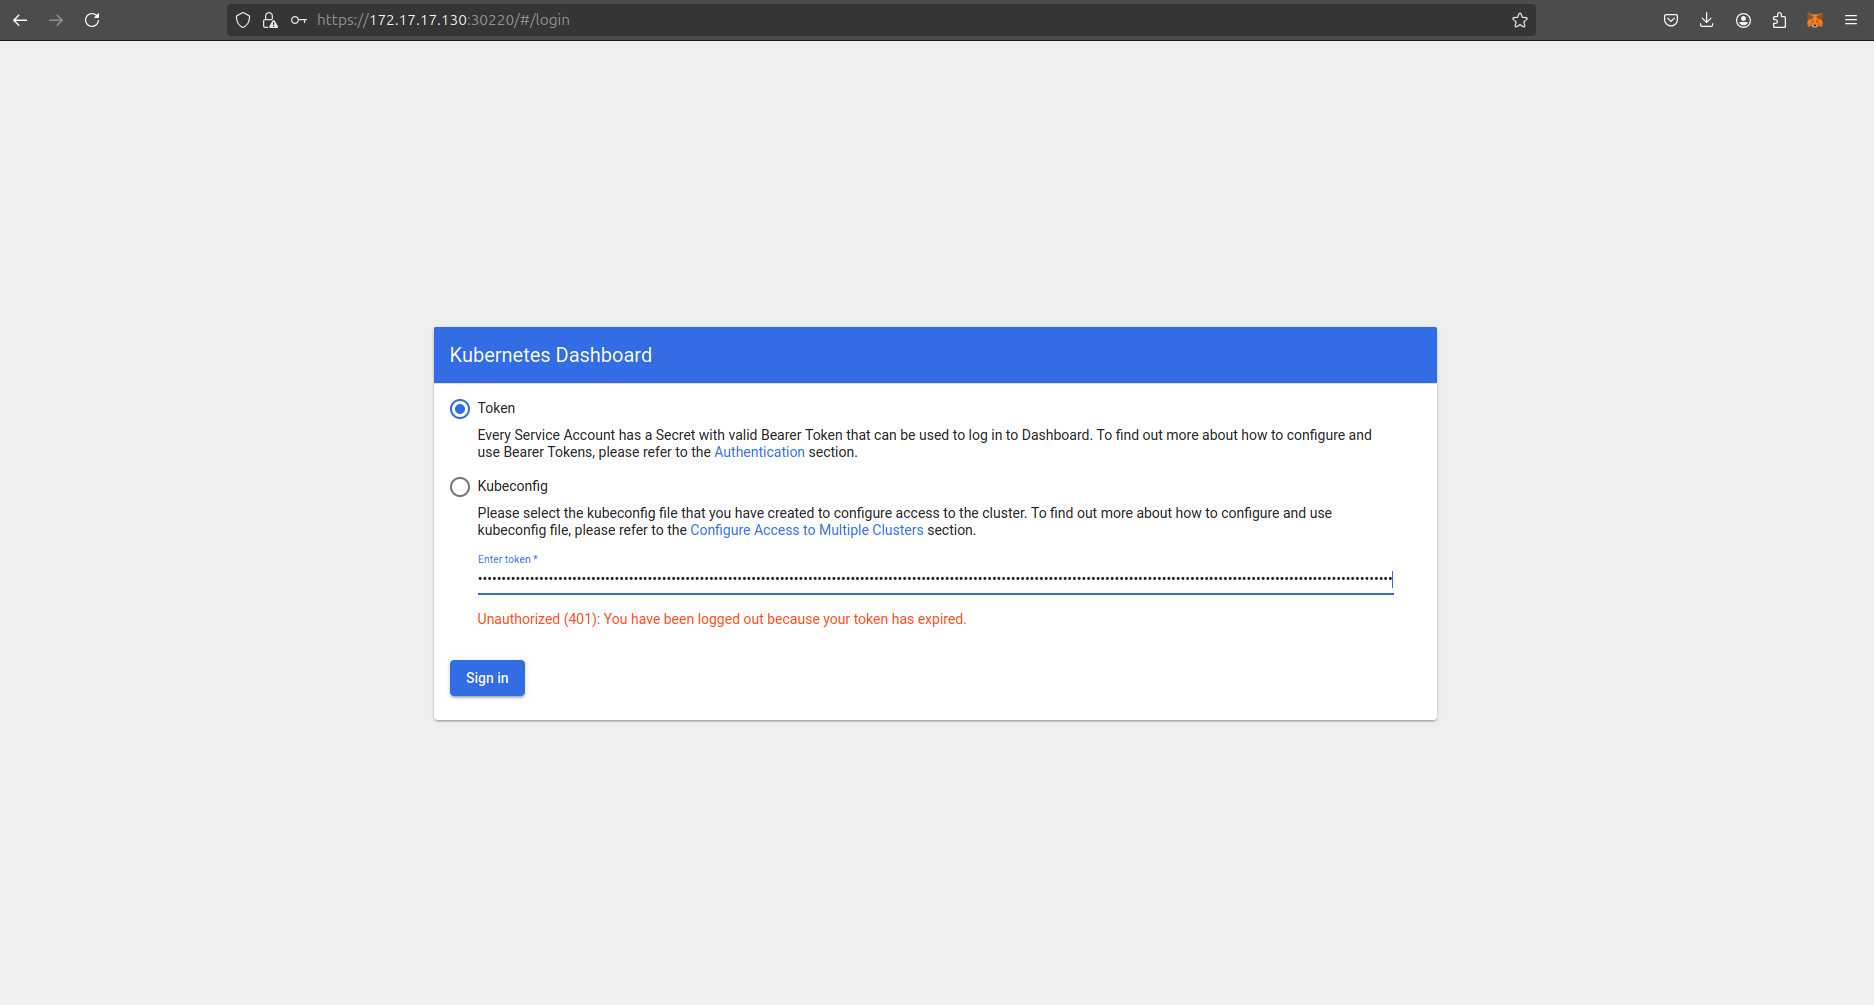 https://172.17.17.130:30220/#/login
Kubernetes Dashboard
Token
Every Service Account has a Secret with valid Bearer Token that can be used to log in to Dashboard. To find out more about how to configure and
use Bearer Tokens, please refer to the Authentication section.
Kubeconfig
Please select the kubeconfig file that you have created to configure access to the cluster. To find out more about how to configure and use
kubeconfig file, please refer to the Configure Access to Multiple Clusters section.
Enter token *
Unauthorized (401): You have been logged out because your token has expired.
Sign in